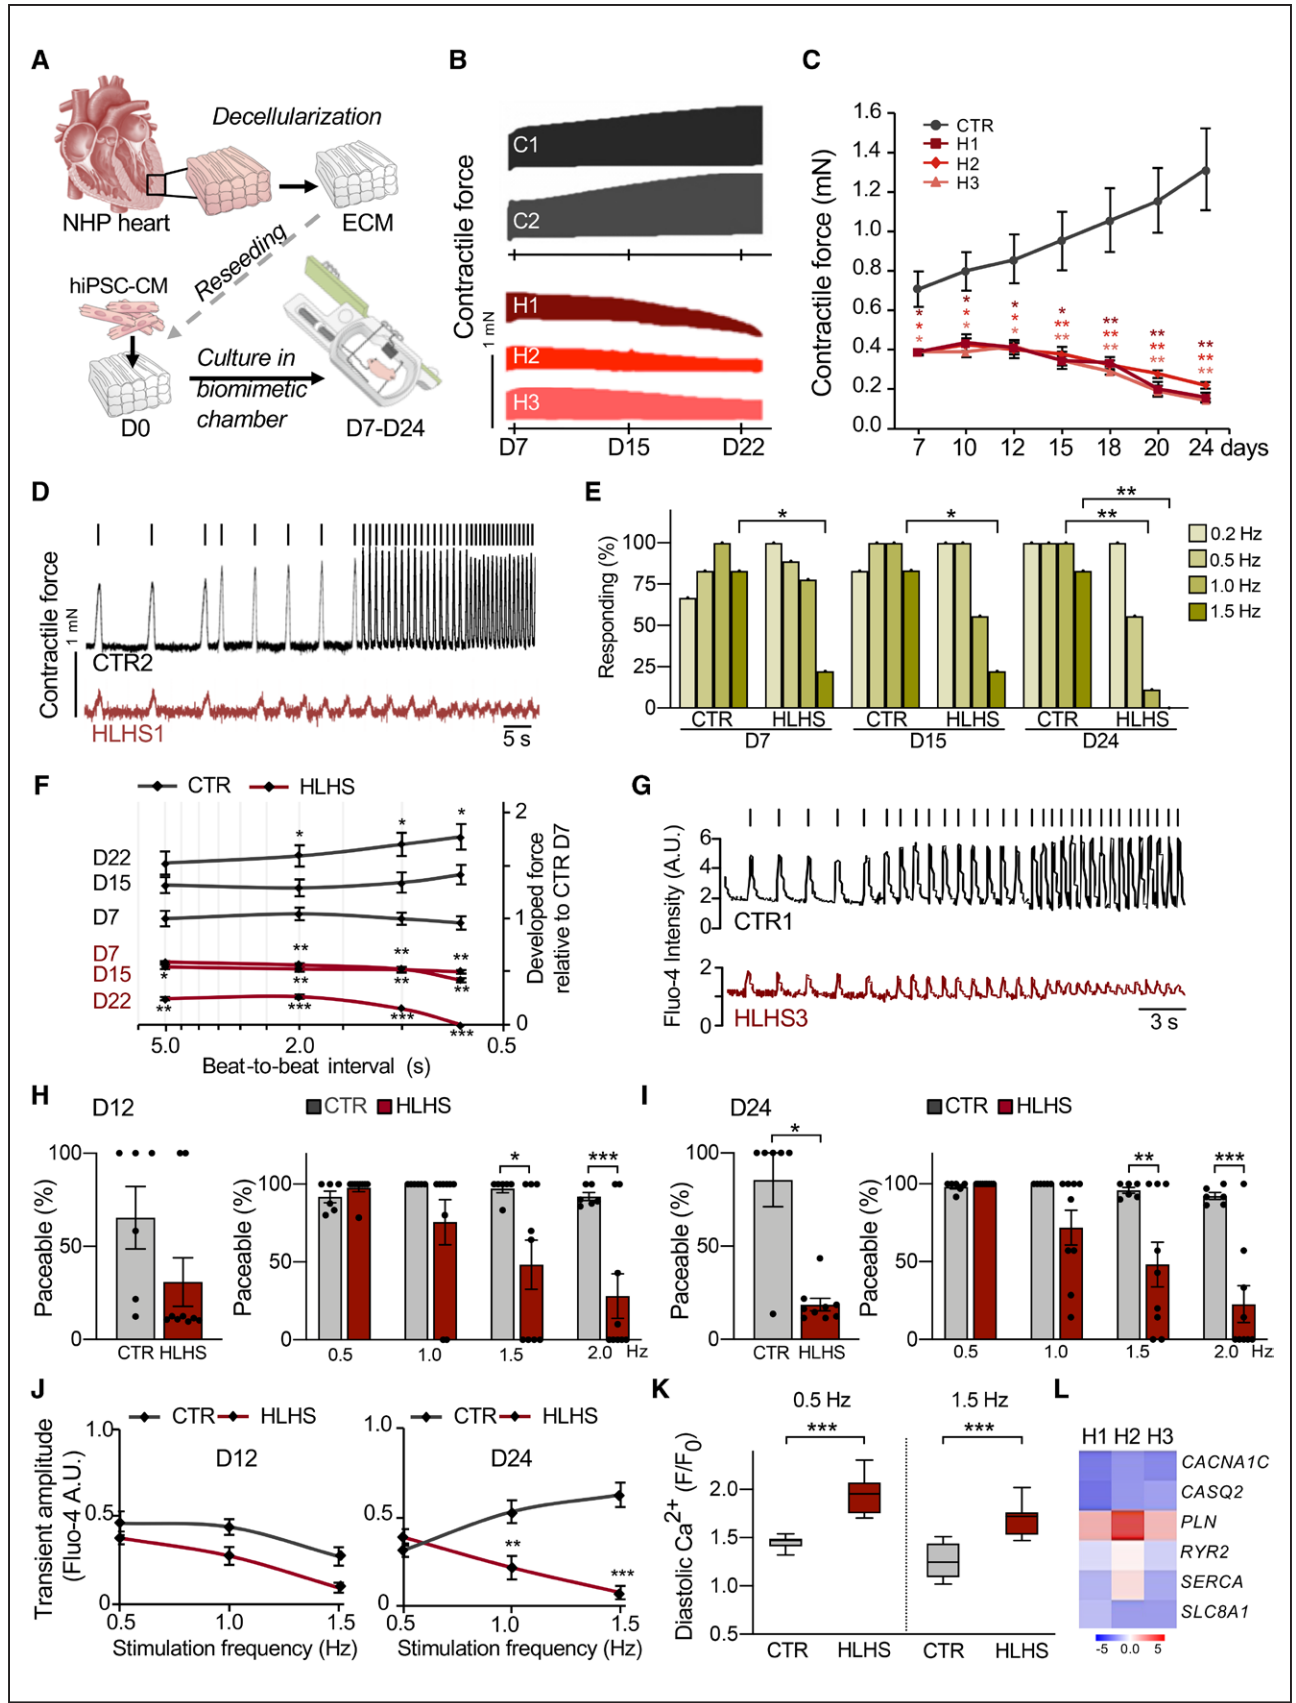 A
Decellularization
NHP heart
ECM
Reseeding
hiPSC-CM
Culture in
biomimetic
chamber
D0
D7-D24
B
Contractile force
1 mN
C1
C2
H1
H2
H3
D7
D15
D22
C
Contractile force (mN)
1.6
1.4
1.2
1.0
0.8
0.6
0.4
0.2
0.0
CTR
H1
H2
H3
* * * * ** ** **
* * * ** ** ** **
* * * ** ** ** **
7 10 12 15 18 20 24 days
D
Contractile force
1 mN
CTR2
HLHS1
5 s
E
Responding (%)
100
75
50
25
0
* * ** **
0.2 Hz
0.5 Hz
1.0 Hz
1.5 Hz
CTR HLHS CTR HLHS CTR HLHS
D7 D15 D24
F
CTR HLHS
D22
D15
D7
D7
D15
D22
* * *
** ** **
* ** ** **
** *** *** ***
2
1
0
Developed force
relative to CTR D7
5.0 2.0 0.5
Beat-to-beat interval (s)
G
Fluo-4 Intensity (A.U.)
6
4
2
0
CTR1
2
1
0
HLHS3
3 s
H
D12
CTR HLHS
Paceable (%)
100
50
0
CTR HLHS
Paceable (%)
100
50
0
* ***
0.5 1.0 1.5 2.0 Hz
I
D24
CTR HLHS
Paceable (%)
100
50
0
*
CTR HLHS
Paceable (%)
100
50
0
** ***
0.5 1.0 1.5 2.0 Hz
J
Transient amplitude
(Fluo-4 A.U.)
CTR HLHS
D12
1.0
0.5
0
0.5 1.0 1.5
Stimulation frequency (Hz)
CTR HLHS
D24
1.0
0.5
0
** ***
0.5 1.0 1.5
Stimulation frequency (Hz)
K
0.5 Hz 1.5 Hz
*** ***
Diastolic Ca2+ (F/F0)
2.0
1.5
1.0
0.5
CTR HLHS CTR HLHS
L
H1 H2 H3
CACNA1C
CASQ2
PLN
RYR2
SERCA
SLC8A1
-5 0.0 5